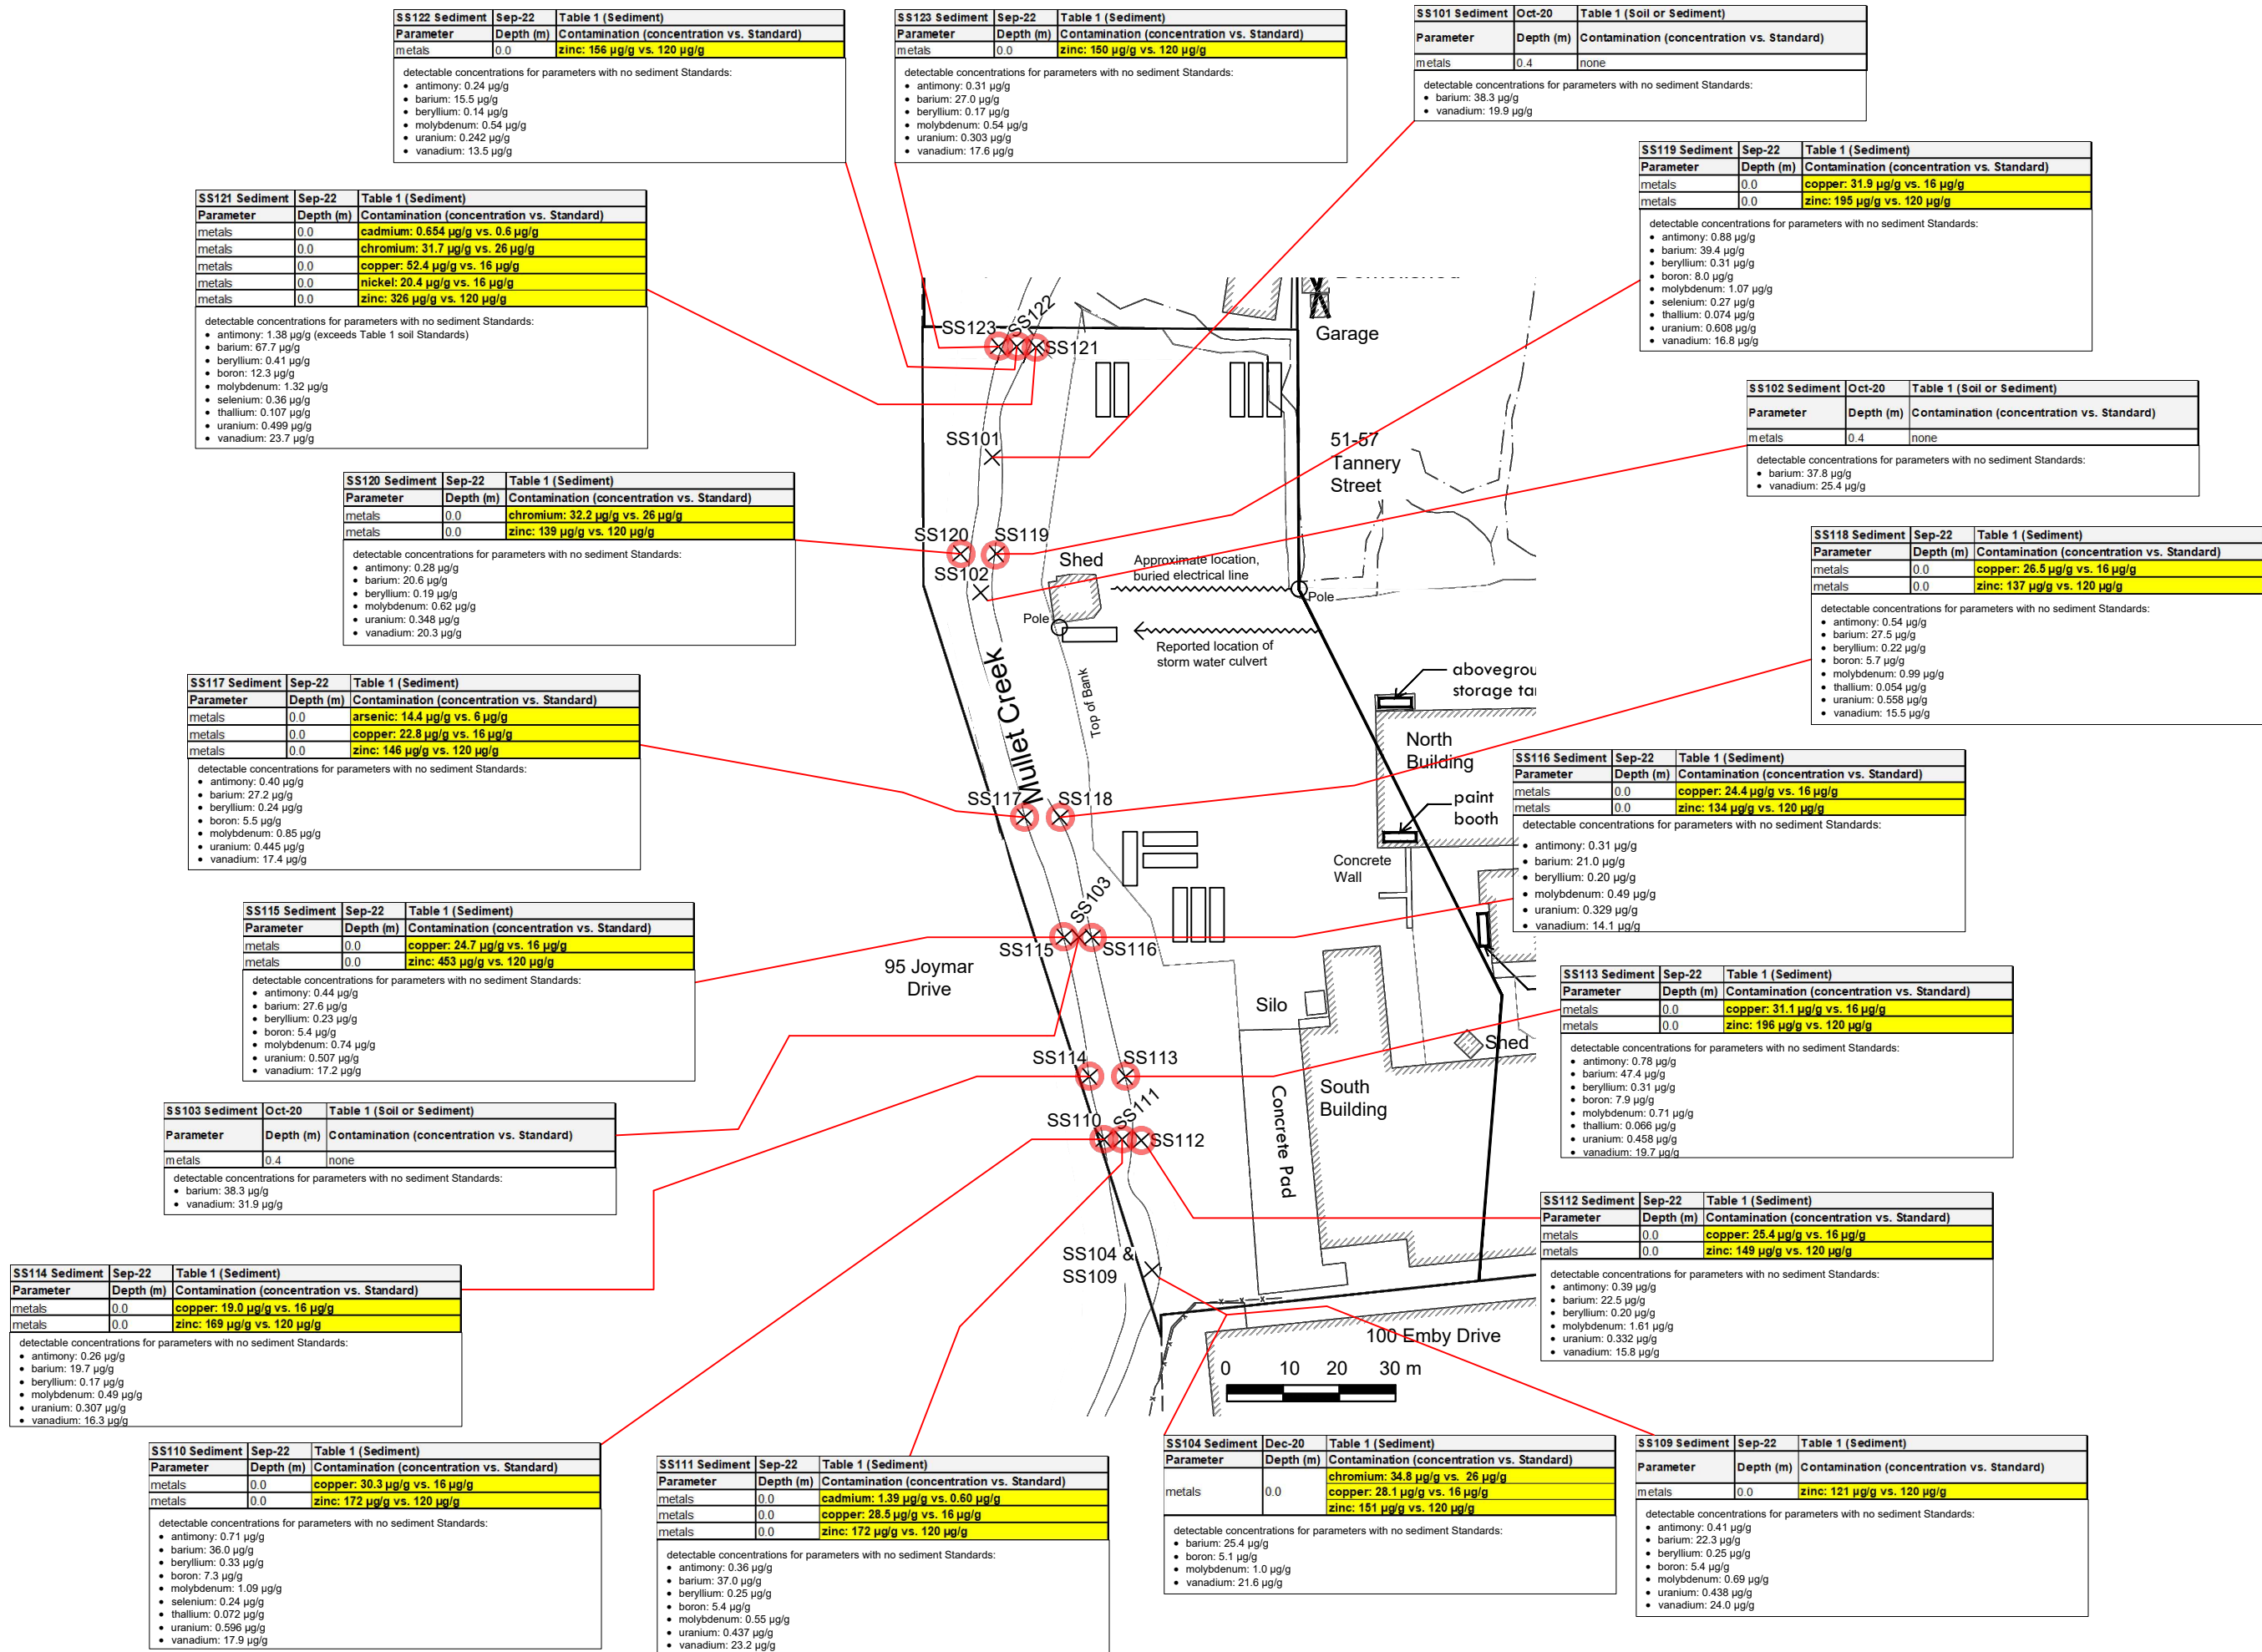 SS122 Sediment Sep-22 Table 1 (Sediment)
Parameter Depth (m) Contamination (concentration vs. Standard)
metals 0.0 zinc: 156 µg/g vs. 120 µg/g
detectable concentrations for parameters with no sediment Standards:
• antimony: 0.24 µg/g
• barium: 15.5 µg/g
• beryllium: 0.14 µg/g
• molybdenum: 0.54 µg/g
• uranium: 0.242 µg/g
• vanadium: 13.5 µg/g
SS123 Sediment Sep-22 Table 1 (Sediment)
Parameter Depth (m) Contamination (concentration vs. Standard)
metals 0.0 zinc: 150 µg/g vs. 120 µg/g
detectable concentrations for parameters with no sediment Standards:
• antimony: 0.31 µg/g
• barium: 27.0 µg/g
• beryllium: 0.17 µg/g
• molybdenum: 0.54 µg/g
• uranium: 0.303 µg/g
• vanadium: 17.6 µg/g
SS101 Sediment Oct-20 Table 1 (Soil or Sediment)
Parameter Depth (m) Contamination (concentration vs. Standard)
metals 0.4 none
detectable concentrations for parameters with no sediment Standards:
• barium: 38.3 µg/g
• vanadium: 19.9 µg/g
SS119 Sediment Sep-22 Table 1 (Sediment)
Parameter Depth (m) Contamination (concentration vs. Standard)
metals 0.0 copper: 31.9 µg/g vs. 16 µg/g
metals 0.0 zinc: 195 µg/g vs. 120 µg/g
detectable concentrations for parameters with no sediment Standards:
• antimony: 0.88 µg/g
• barium: 39.4 µg/g
• beryllium: 0.31 µg/g
• boron: 8.0 µg/g
• molybdenum: 1.07 µg/g
• selenium: 0.27 µg/g
• thallium: 0.074 µg/g
• uranium: 0.608 µg/g
• vanadium: 16.8 µg/g
SS121 Sediment Sep-22 Table 1 (Sediment)
Parameter Depth (m) Contamination (concentration vs. Standard)
metals 0.0 cadmium: 0.654 µg/g vs. 0.6 µg/g
metals 0.0 chromium: 31.7 µg/g vs. 26 µg/g
metals 0.0 copper: 52.4 µg/g vs. 16 µg/g
metals 0.0 nickel: 20.4 µg/g vs. 16 µg/g
metals 0.0 zinc: 326 µg/g vs. 120 µg/g
detectable concentrations for parameters with no sediment Standards:
• antimony: 1.38 µg/g (exceeds Table 1 soil Standards)
• barium: 67.7 µg/g
• beryllium: 0.41 µg/g
• boron: 12.3 µg/g
• molybdenum: 1.32 µg/g
• selenium: 0.36 µg/g
• thallium: 0.107 µg/g
• uranium: 0.499 µg/g
• vanadium: 23.7 µg/g
SS102 Sediment Oct-20 Table 1 (Soil or Sediment)
Parameter Depth (m) Contamination (concentration vs. Standard)
metals 0.4 none
detectable concentrations for parameters with no sediment Standards:
• barium: 37.8 µg/g
• vanadium: 25.4 µg/g
SS120 Sediment Sep-22 Table 1 (Sediment)
Parameter Depth (m) Contamination (concentration vs. Standard)
metals 0.0 chromium: 32.2 µg/g vs. 26 µg/g
metals 0.0 zinc: 139 µg/g vs. 120 µg/g
detectable concentrations for parameters with no sediment Standards:
• antimony: 0.28 µg/g
• barium: 20.6 µg/g
• beryllium: 0.19 µg/g
• molybdenum: 0.62 µg/g
• uranium: 0.348 µg/g
• vanadium: 20.3 µg/g
SS118 Sediment Sep-22 Table 1 (Sediment)
Parameter Depth (m) Contamination (concentration vs. Standard)
metals 0.0 copper: 26.5 µg/g vs. 16 µg/g
metals 0.0 zinc: 137 µg/g vs. 120 µg/g
detectable concentrations for parameters with no sediment Standards:
• antimony: 0.54 µg/g
• barium: 27.5 µg/g
• beryllium: 0.22 µg/g
• boron: 5.7 µg/g
• molybdenum: 0.99 µg/g
• thallium: 0.054 µg/g
• uranium: 0.558 µg/g
• vanadium: 15.5 µg/g
SS117 Sediment Sep-22 Table 1 (Sediment)
Parameter Depth (m) Contamination (concentration vs. Standard)
metals 0.0 arsenic: 14.4 µg/g vs. 6 µg/g
metals 0.0 copper: 22.8 µg/g vs. 16 µg/g
metals 0.0 zinc: 146 µg/g vs. 120 µg/g
detectable concentrations for parameters with no sediment Standards:
• antimony: 0.40 µg/g
• barium: 27.2 µg/g
• beryllium: 0.24 µg/g
• boron: 5.5 µg/g
• molybdenum: 0.85 µg/g
• uranium: 0.445 µg/g
• vanadium: 17.4 µg/g
SS116 Sediment Sep-22 Table 1 (Sediment)
Parameter Depth (m) Contamination (concentration vs. Standard)
metals 0.0 copper: 24.4 µg/g vs. 16 µg/g
metals 0.0 zinc: 134 µg/g vs. 120 µg/g
detectable concentrations for parameters with no sediment Standards:
• antimony: 0.31 µg/g
• barium: 21.0 µg/g
• beryllium: 0.20 µg/g
• molybdenum: 0.49 µg/g
• uranium: 0.329 µg/g
• vanadium: 14.1 µg/g
SS115 Sediment Sep-22 Table 1 (Sediment)
Parameter Depth (m) Contamination (concentration vs. Standard)
metals 0.0 copper: 24.7 µg/g vs. 16 µg/g
metals 0.0 zinc: 453 µg/g vs. 120 µg/g
detectable concentrations for parameters with no sediment Standards:
• antimony: 0.44 µg/g
• barium: 27.6 µg/g
• beryllium: 0.23 µg/g
• boron: 5.4 µg/g
• molybdenum: 0.74 µg/g
• uranium: 0.507 µg/g
• vanadium: 17.2 µg/g
SS113 Sediment Sep-22 Table 1 (Sediment)
Parameter Depth (m) Contamination (concentration vs. Standard)
metals 0.0 copper: 31.1 µg/g vs. 16 µg/g
metals 0.0 zinc: 196 µg/g vs. 120 µg/g
detectable concentrations for parameters with no sediment Standards:
• antimony: 0.78 µg/g
• barium: 47.4 µg/g
• beryllium: 0.31 µg/g
• boron: 7.9 µg/g
• molybdenum: 0.71 µg/g
• thallium: 0.066 µg/g
• uranium: 0.458 µg/g
• vanadium: 19.7 µg/g
SS103 Sediment Oct-20 Table 1 (Soil or Sediment)
Parameter Depth (m) Contamination (concentration vs. Standard)
metals 0.4 none
detectable concentrations for parameters with no sediment Standards:
• barium: 38.3 µg/g
• vanadium: 31.9 µg/g
SS112 Sediment Sep-22 Table 1 (Sediment)
Parameter Depth (m) Contamination (concentration vs. Standard)
metals 0.0 copper: 25.4 µg/g vs. 16 µg/g
metals 0.0 zinc: 149 µg/g vs. 120 µg/g
detectable concentrations for parameters with no sediment Standards:
• antimony: 0.39 µg/g
• barium: 22.5 µg/g
• beryllium: 0.20 µg/g
• molybdenum: 1.61 µg/g
• uranium: 0.332 µg/g
• vanadium: 15.8 µg/g
SS114 Sediment Sep-22 Table 1 (Sediment)
Parameter Depth (m) Contamination (concentration vs. Standard)
metals 0.0 copper: 19.0 µg/g vs. 16 µg/g
metals 0.0 zinc: 169 µg/g vs. 120 µg/g
detectable concentrations for parameters with no sediment Standards:
• antimony: 0.26 µg/g
• barium: 19.7 µg/g
• beryllium: 0.17 µg/g
• molybdenum: 0.49 µg/g
• uranium: 0.307 µg/g
• vanadium: 16.3 µg/g
SS110 Sediment Sep-22 Table 1 (Sediment)
Parameter Depth (m) Contamination (concentration vs. Standard)
metals 0.0 copper: 30.3 µg/g vs. 16 µg/g
metals 0.0 zinc: 172 µg/g vs. 120 µg/g
detectable concentrations for parameters with no sediment Standards:
• antimony: 0.71 µg/g
• barium: 36.0 µg/g
• beryllium: 0.33 µg/g
• boron: 7.3 µg/g
• molybdenum: 1.09 µg/g
• selenium: 0.24 µg/g
• thallium: 0.072 µg/g
• uranium: 0.596 µg/g
• vanadium: 17.9 µg/g
SS111 Sediment Sep-22 Table 1 (Sediment)
Parameter Depth (m) Contamination (concentration vs. Standard)
metals 0.0 cadmium: 1.39 µg/g vs. 0.60 µg/g
metals 0.0 copper: 28.5 µg/g vs. 16 µg/g
metals 0.0 zinc: 172 µg/g vs. 120 µg/g
detectable concentrations for parameters with no sediment Standards:
• antimony: 0.36 µg/g
• barium: 37.0 µg/g
• beryllium: 0.25 µg/g
• boron: 5.4 µg/g
• molybdenum: 0.55 µg/g
• uranium: 0.437 µg/g
• vanadium: 23.2 µg/g
SS104 Sediment Dec-20 Table 1 (Sediment)
Parameter Depth (m) Contamination (concentration vs. Standard)
chromium: 34.8 µg/g vs. 26 µg/g
metals 0.0 copper: 28.1 µg/g vs. 16 µg/g
zinc: 151 µg/g vs. 120 µg/g
detectable concentrations for parameters with no sediment Standards:
• barium: 25.4 µg/g
• boron: 5.1 µg/g
• molybdenum: 1.0 µg/g
• vanadium: 21.6 µg/g
SS109 Sediment Sep-22 Table 1 (Sediment)
Parameter Depth (m) Contamination (concentration vs. Standard)
metals 0.0 zinc: 121 µg/g vs. 120 µg/g
detectable concentrations for parameters with no sediment Standards:
• antimony: 0.41 µg/g
• barium: 22.3 µg/g
• beryllium: 0.25 µg/g
• boron: 5.4 µg/g
• molybdenum: 0.69 µg/g
• uranium: 0.438 µg/g
• vanadium: 24.0 µg/g
Garage
SS123
SS122
SS121
SS101
51-57
Tannery
Street
SS120
SS119
SS102
Shed
Approximate location,
buried electrical line
Pole
Pole
Reported location of
storm water culvert
Mullet Creek
Top of Bank
abovegrou
storage ta
North
Building
SS117
SS118
paint
booth
Concrete
Wall
SS103
SS115
SS116
95 Joymar
Drive
Silo
Shed
SS114
SS113
South
Building
Concrete Pad
SS110
SS111
SS112
SS104 &
SS109
100 Emby Drive
0 10 20 30 m